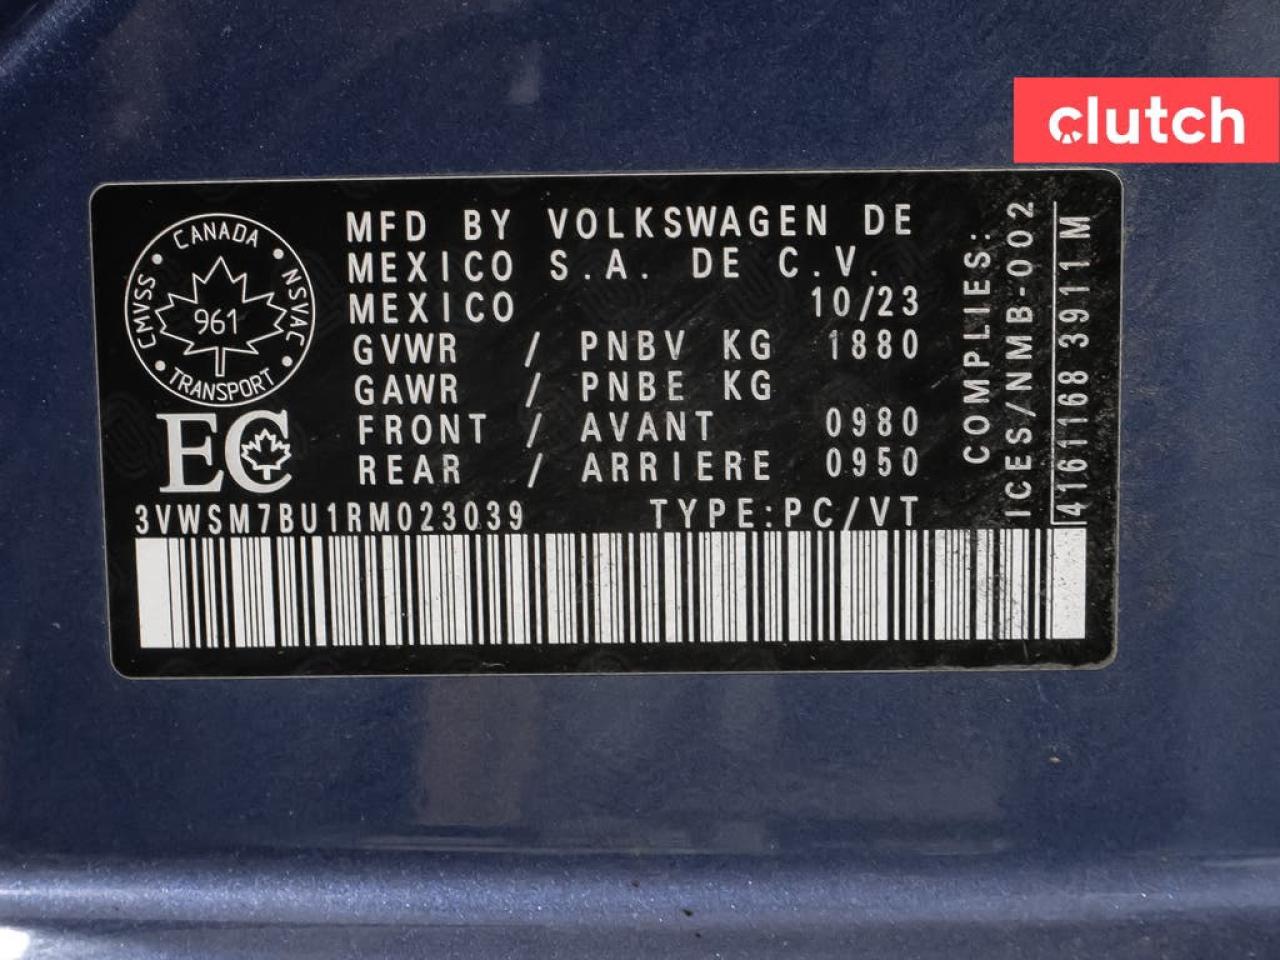 clutch
CANADA
CMVSS
NSVAC
961
TRANSPORT
EC
MFD BY VOLKSWAGEN DE
MEXICO S.A. DE C.V.
MEXICO 10/23
GVWR / PNBV KG 1880
GAWR / PNBE KG
FRONT / AVANT 0980
REAR / ARRIERE 0950
3VWSM7BU1RM023039 TYPE:PC/VT
COMPLIES:
ICES/NMB-002
4161168 3911M